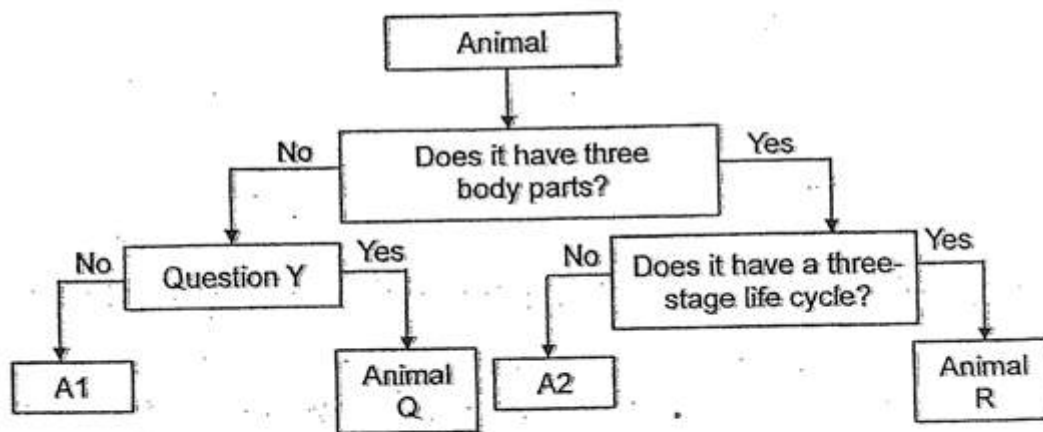 Animal
No
Does it have three
body parts?
Yes
No
Question Y
Yes
No
Does it have a three-
stage life cycle?
Yes
A1
Animal
Q
A2
Animal
R